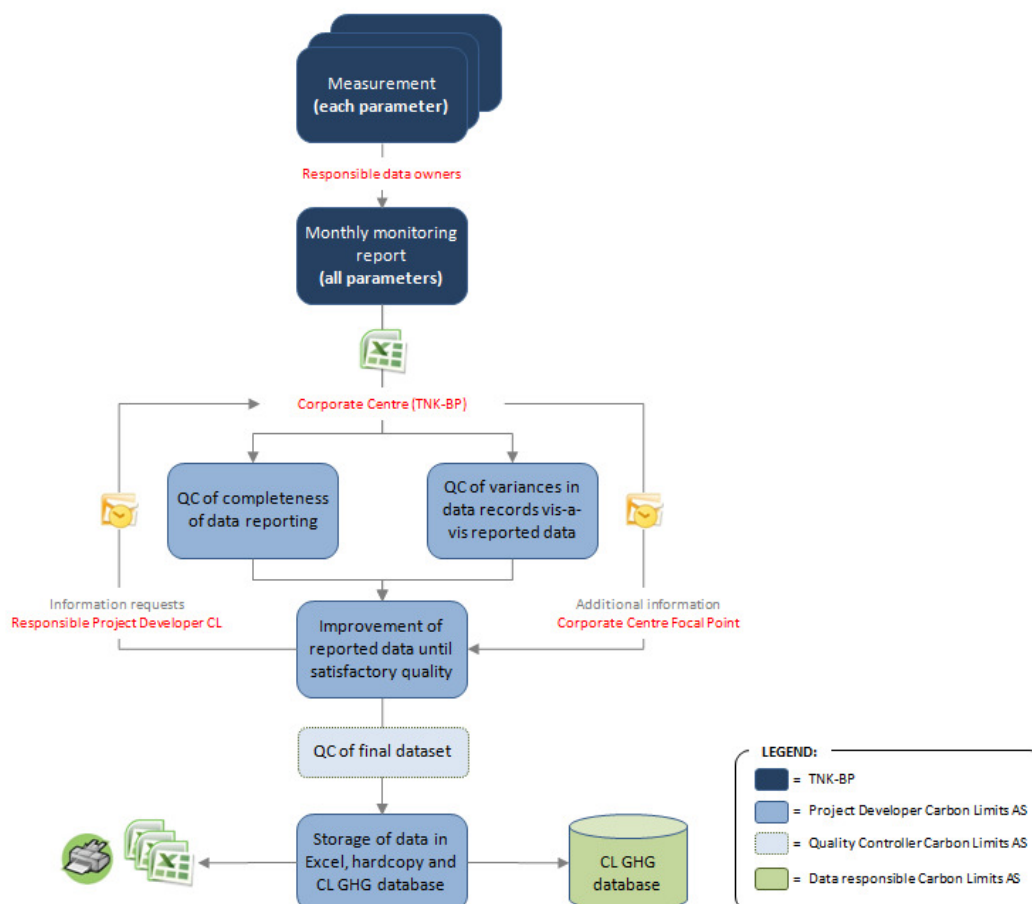 Measurement
(each parameter)
Responsible data owners
Monthly monitoring
report
(all parameters)
Corporate Centre (TNK-BP)
QC of completeness
of data reporting
QC of variances in
data records vis-a-
vis reported data
Information requests
Responsible Project Developer CL
Additional information
Corporate Centre Focal Point
Improvement of
reported data until
satisfactory quality
QC of final dataset
Storage of data in
Excel, hardcopy and
CL GHG database
CL GHG
database
LEGEND:
= TNK-BP
= Project Developer Carbon Limits AS
= Quality Controller Carbon Limits AS
= Data responsible Carbon Limits AS